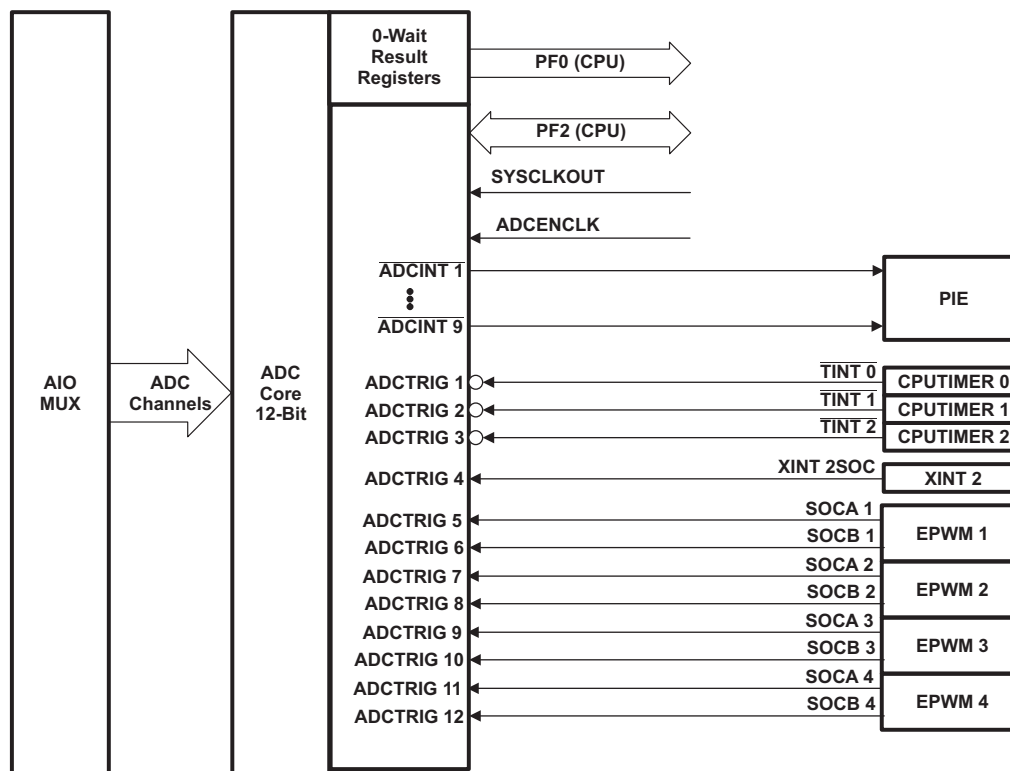 0-Wait
Result
Registers
PF0 (CPU)
PF2 (CPU)
SYSCLKOUT
ADCENCLK
ADCINT 1
PIE
ADCINT 9
AIO
MUX
ADC
Channels
ADC
Core
12-Bit
ADCTRIG 1
TINT 0
CPUTIMER 0
ADCTRIG 2
TINT 1
CPUTIMER 1
ADCTRIG 3
TINT 2
CPUTIMER 2
ADCTRIG 4
XINT 2SOC
XINT 2
ADCTRIG 5
SOCA 1
EPWM 1
ADCTRIG 6
SOCB 1
ADCTRIG 7
SOCA 2
EPWM 2
ADCTRIG 8
SOCB 2
ADCTRIG 9
SOCA 3
EPWM 3
ADCTRIG 10
SOCB 3
ADCTRIG 11
SOCA 4
EPWM 4
ADCTRIG 12
SOCB 4